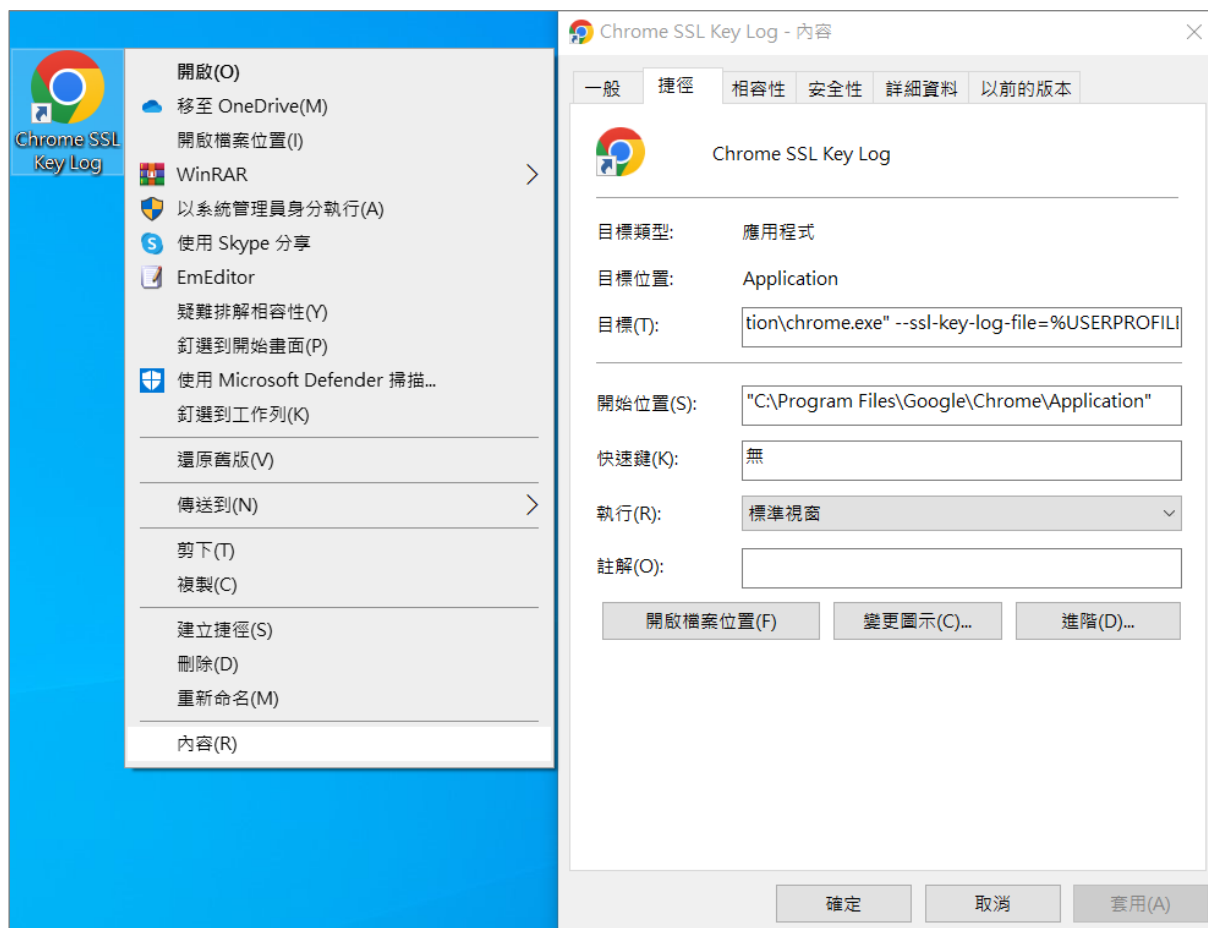 Chrome SSL
Key Log
開啟(O)
移至 OneDrive(M)
開啟檔案位置(I)
WinRAR
以系統管理員身分執行(A)
使用 Skype 分享
EmEditor
疑難排解相容性(Y)
釘選到開始畫面(P)
使用 Microsoft Defender 掃描...
釘選到工作列(K)
還原舊版(V)
傳送到(N)
剪下(T)
複製(C)
建立捷徑(S)
刪除(D)
重新命名(M)
內容(R)
Chrome SSL Key Log - 內容
一般 捷徑 相容性 安全性 詳細資料 以前的版本
Chrome SSL Key Log
目標類型: 應用程式
目標位置: Application
目標(T): tion\chrome.exe" --ssl-key-log-file=%USERPROFIL
開始位置(S): "C:\Program Files\Google\Chrome\Application"
快速鍵(K): 無
執行(R): 標準視窗
註解(O):
開啟檔案位置(F) 變更圖示(C)... 進階(D)...
確定 取消 套用(A)